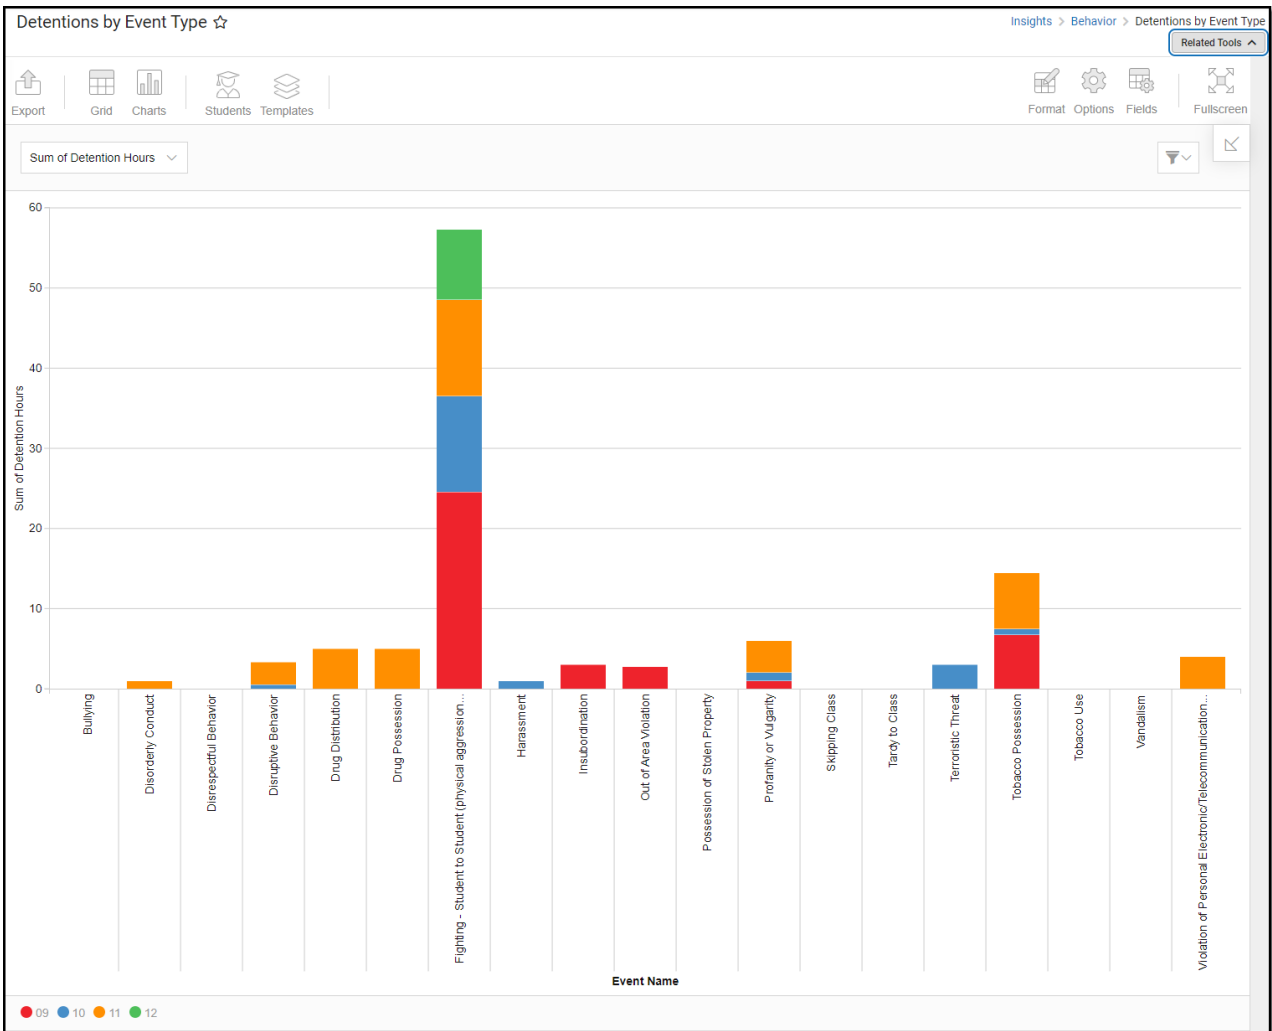 Detentions by Event Type
Insights > Behavior > Detentions by Event Type
Related Tools
Export
Grid
Charts
Students
Templates
Format
Options
Fields
Fullscreen
Sum of Detention Hours
60
50
40
30
20
10
0
Sum of Detention Hours
Bullying
Disorderly Conduct
Disrespectful Behavior
Disruptive Behavior
Drug Distribution
Drug Possession
Fighting - Student to Student (physical aggression...
Harassment
Insubordination
Out of Area Violation
Possession of Stolen Property
Profanity or Vulgarity
Skipping Class
Tardy to Class
Terroristic Threat
Tobacco Possession
Tobacco Use
Vandalism
Violation of Personal Electronic/Telecommunication...
Event Name
09 10 11 12